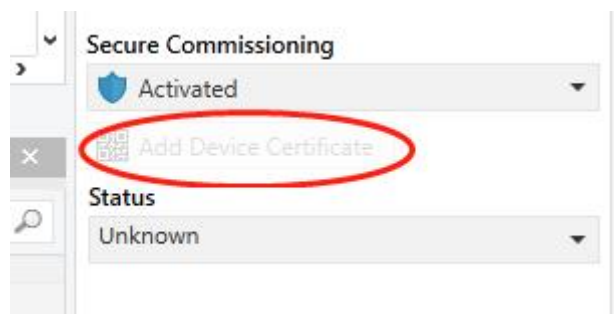 Secure Commissioning
Activated
Add Device Certificate
Status
Unknown